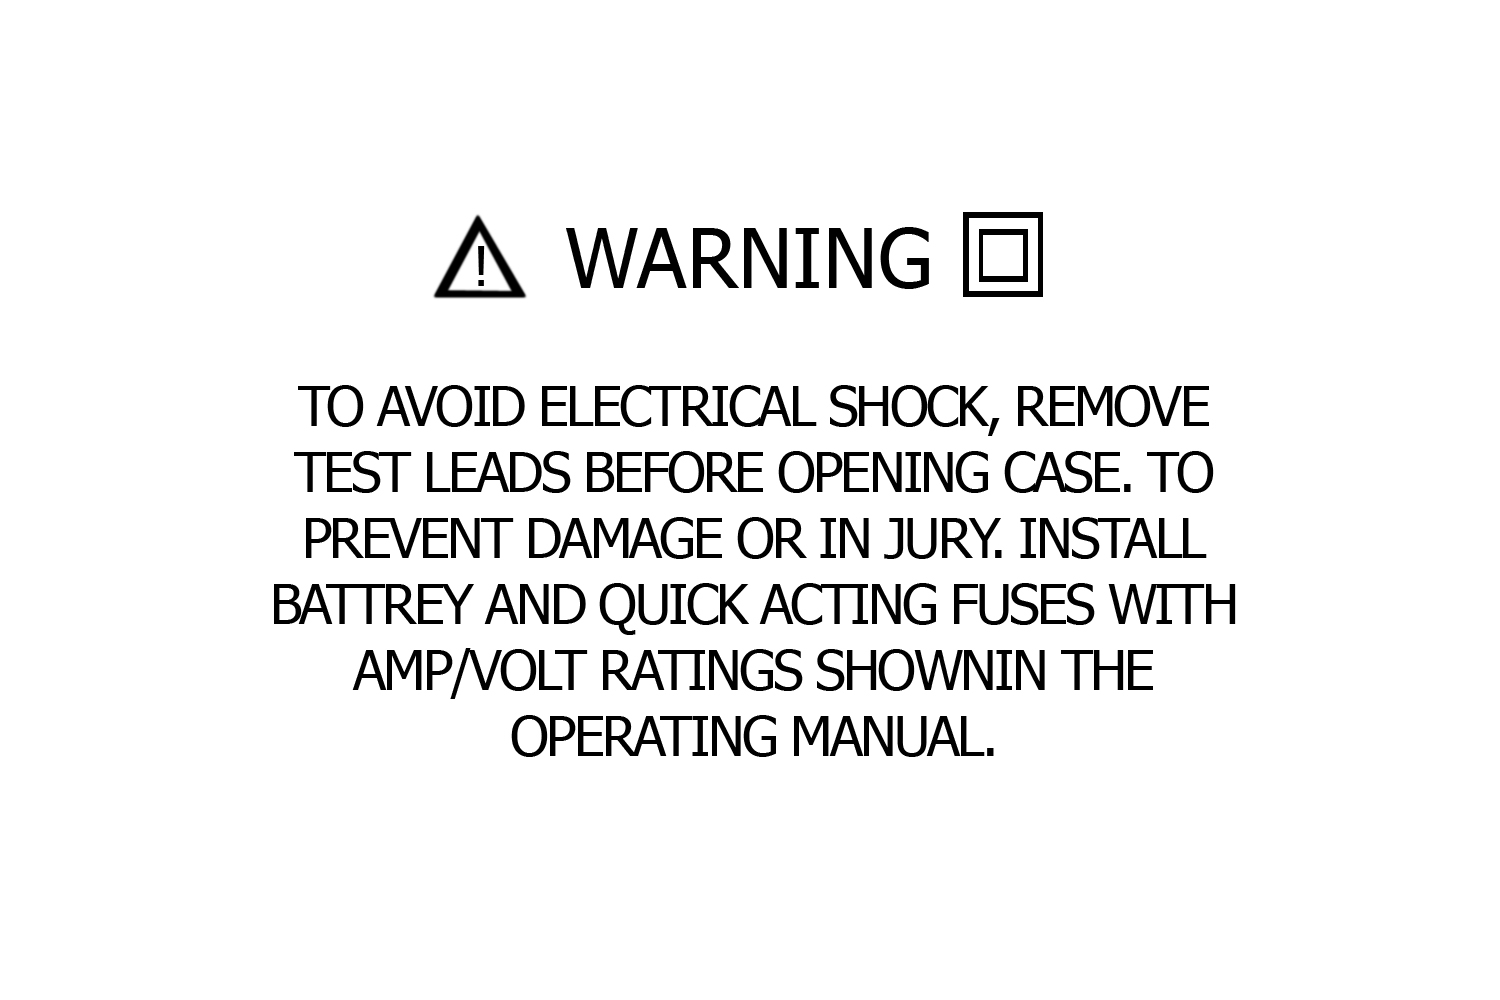 WARNING
TO AVOID ELECTRICAL SHOCK, REMOVE
TEST LEADS BEFORE OPENING CASE. TO
PREVENT DAMAGE OR IN JURY. INSTALL
BATTREY AND QUICK ACTING FUSES WITH
AMP/VOLT RATINGS SHOWNIN THE
OPERATING MANUAL.